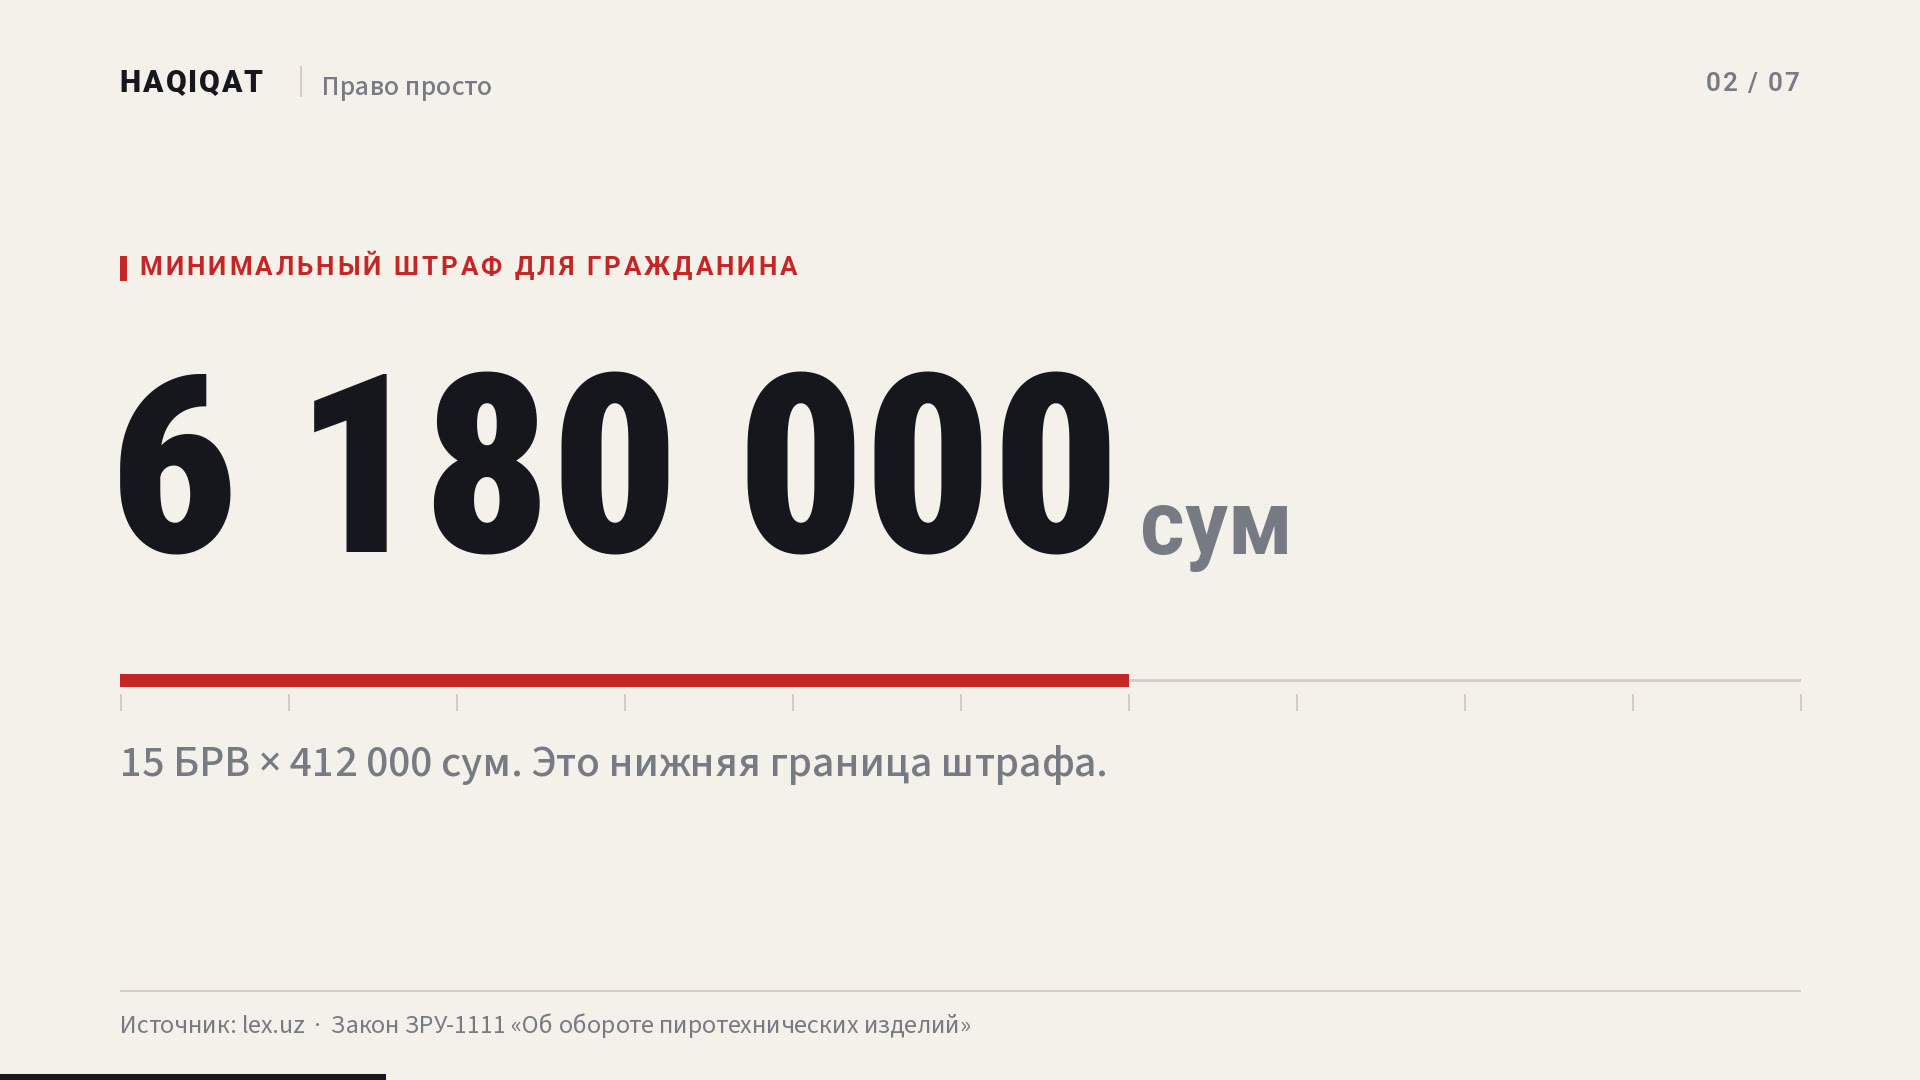 HAQIQAT
Право просто
02 / 07
МИНИМАЛЬНЫЙ ШТРАФ ДЛЯ ГРАЖДАНИНА
6 180 000 сум
15 БРВ × 412 000 сум. Это нижняя граница штрафа.
Источник: lex.uz · Закон ЗРУ-1111 «Об обороте пиротехнических изделий»